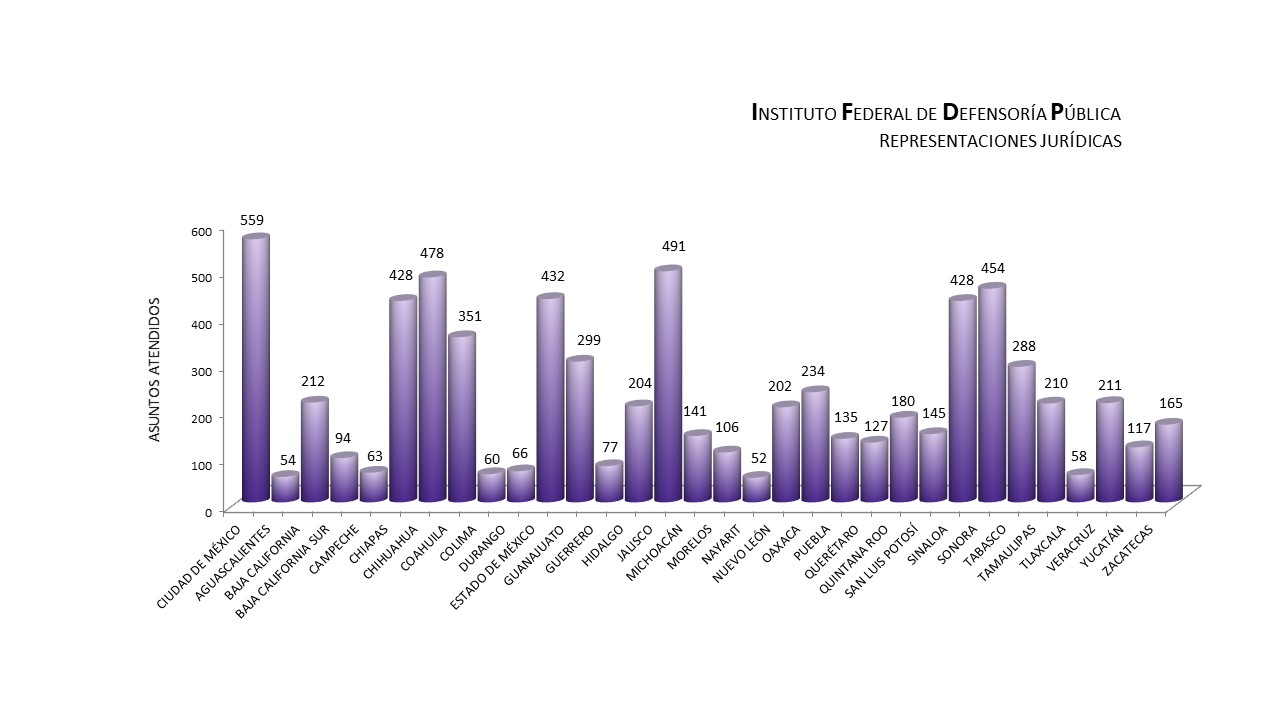 INSTITUTO FEDERAL DE DEFENSORÍA PÚBLICA
REPRESENTACIONES JURÍDICAS
ASUNTOS ATENDIDOS
600
500
400
300
200
100
0
559
54
212
94
63
428
478
351
60
66
432
299
77
204
491
141
106
52
202
234
135
127
180
145
428
454
288
210
58
211
117
165
CIUDAD DE MÉXICO
AGUASCALIENTES
BAJA CALIFORNIA
BAJA CALIFORNIA SUR
CAMPECHE
CHIAPAS
CHIHUAHUA
COAHUILA
COLIMA
DURANGO
ESTADO DE MÉXICO
GUANAJUATO
GUERRERO
HIDALGO
JALISCO
MICHOACÁN
MORELOS
NAYARIT
NUEVO LEÓN
OAXACA
PUEBLA
QUERÉTARO
QUINTANA ROO
SAN LUIS POTOSÍ
SINALOA
SONORA
TABASCO
TAMAULIPAS
TLAXCALA
VERACRUZ
YUCATÁN
ZACATECAS